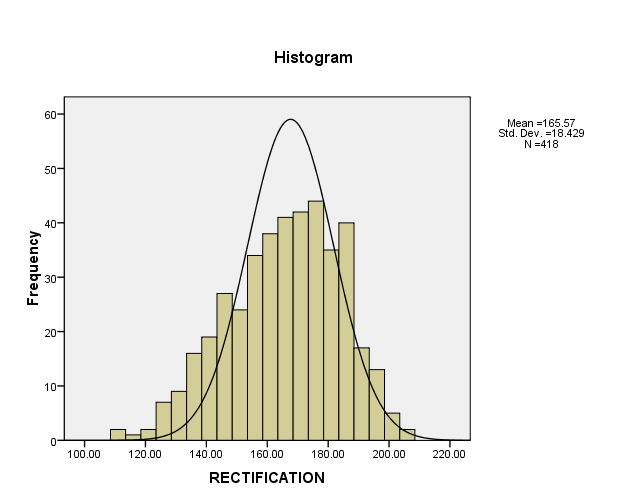 Histogram
Mean =165.57
Std. Dev. =18.429
N =418
60
50
40
30
20
10
0
Frequency
100.00 120.00 140.00 160.00 180.00 200.00 220.00
RECTIFICATION